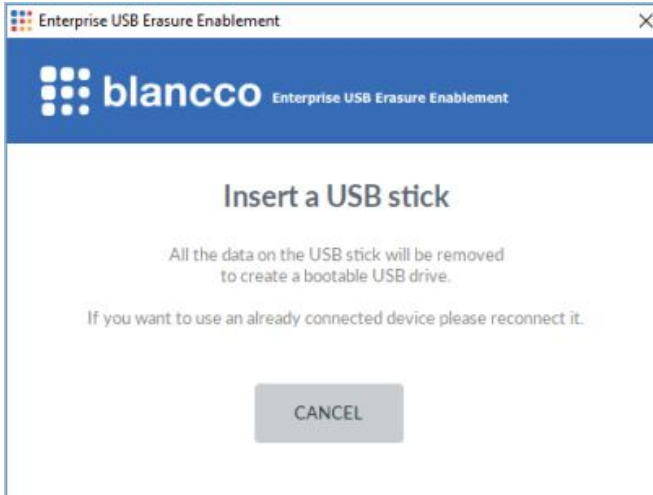 Enterprise USB Erasure Enablement
blancco Enterprise USB Erasure Enablement
Insert a USB stick
All the data on the USB stick will be removed
to create a bootable USB drive.
If you want to use an already connected device please reconnect it.
CANCEL